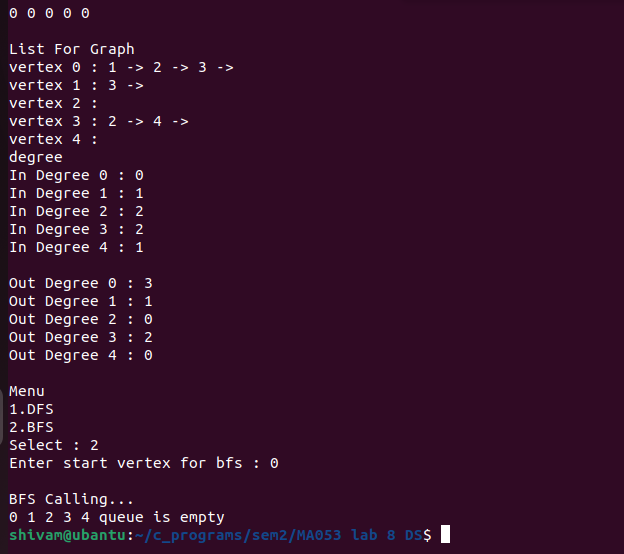 0 0 0 0 0
List For Graph
vertex 0 : 1 -> 2 -> 3 ->
vertex 1 : 3 ->
vertex 2 :
vertex 3 : 2 -> 4 ->
vertex 4 :
degree
In Degree 0 : 0
In Degree 1 : 1
In Degree 2 : 2
In Degree 3 : 2
In Degree 4 : 1
Out Degree 0 : 3
Out Degree 1 : 1
Out Degree 2 : 0
Out Degree 3 : 2
Out Degree 4 : 0
Menu
1.DFS
2.BFS
Select : 2
Enter start vertex for bfs : 0
BFS Calling...
0 1 2 3 4 queue is empty
shivam@ubantu:~/c_programs/sem2/MA053 lab 8 DS$